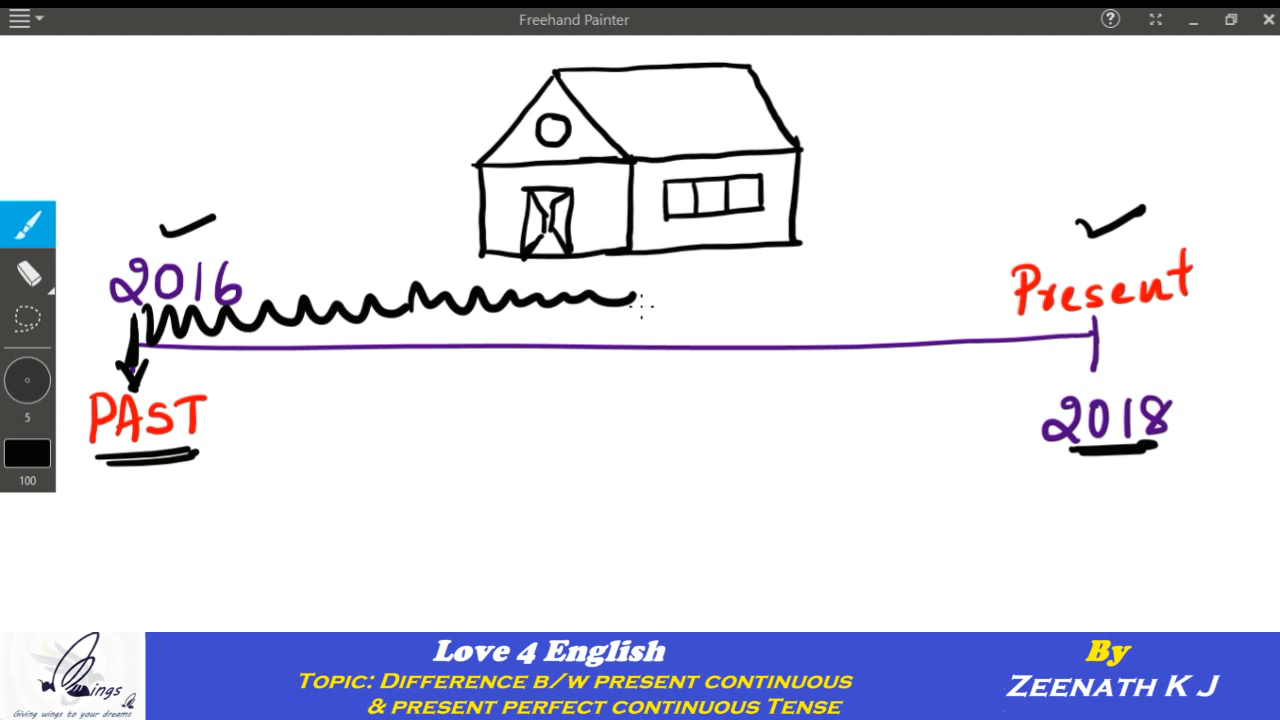 Freehand Painter
2016
Present
PAST
2018
5
100
Love 4 English
By
TOPIC: DIFFERENCE B/W PRESENT CONTINUOUS
& PRESENT PERFECT CONTINUOUS TENSE
ZEENATH K J
Wings
Giving wings to your dreams